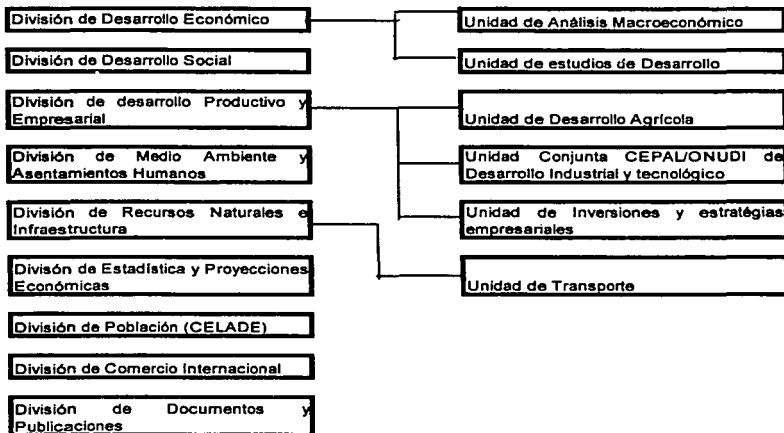 División de Desarrollo Económico
División de Desarrollo Social
División de desarrollo Productivo y
Empresarial
División de Medio Ambiente y
Asentamientos Humanos
División de Recursos Naturales e
Infraestructura
Divisón de Estadística y Proyecciones
Económicas
División de Población (CELADE)
División de Comercio Internacional
División de Documentos y
Publicaciones
Unidad de Análisis Macroeconómico
Unidad de estudios de Desarrollo
Unidad de Desarrollo Agrícola
Unidad Conjunta CEPAL/ONUDI de
Desarrollo Industrial y tecnológico
Unidad de Inversiones y estratégias
empresariales
Unidad de Transporte